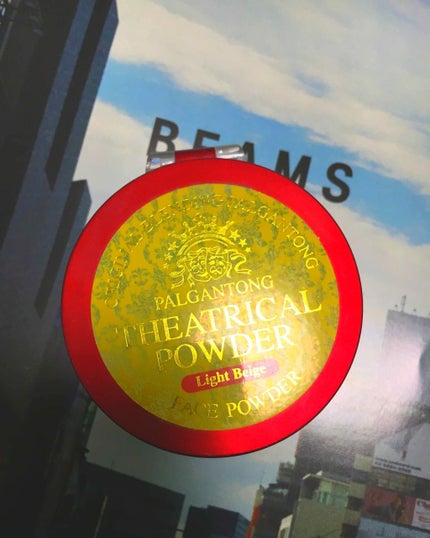 BEAMS
PALGANTONG
THEATRICAL
POWDER
Light Beige
FACE POWDER